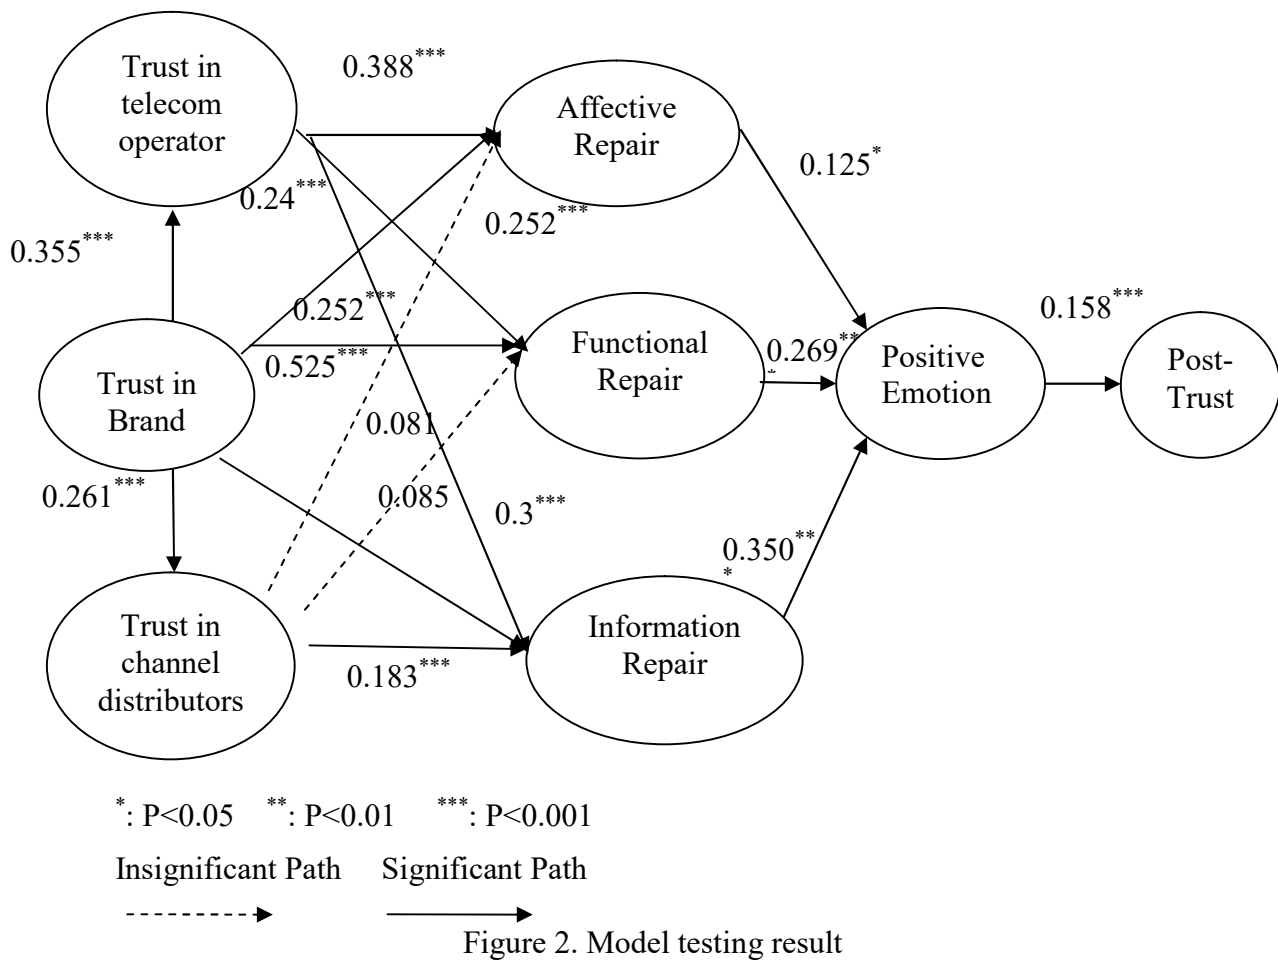 Trust in
telecom
operator
0.388***
Affective
Repair
0.125*
0.24***
0.252***
0.355***
0.252***
0.525***
Functional
Repair
0.269**
*
Positive
Emotion
0.158***
Post-
Trust
Trust in
Brand
0.081
0.261***
0.085
0.3***
0.350**
*
Trust in
channel
distributors
0.183***
Information
Repair
*: P<0.05 **: P<0.01 ***: P<0.001
Insignificant Path Significant Path
Figure 2. Model testing result